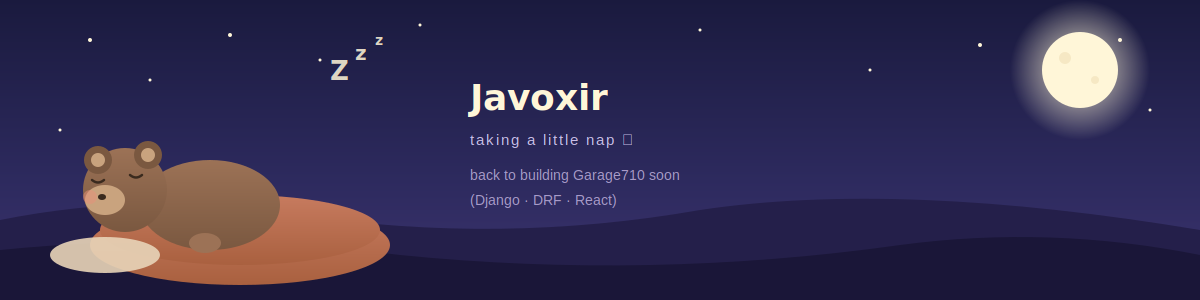 Z z z
Javoxir
taking a little nap
back to building Garage710 soon
(Django · DRF · React)